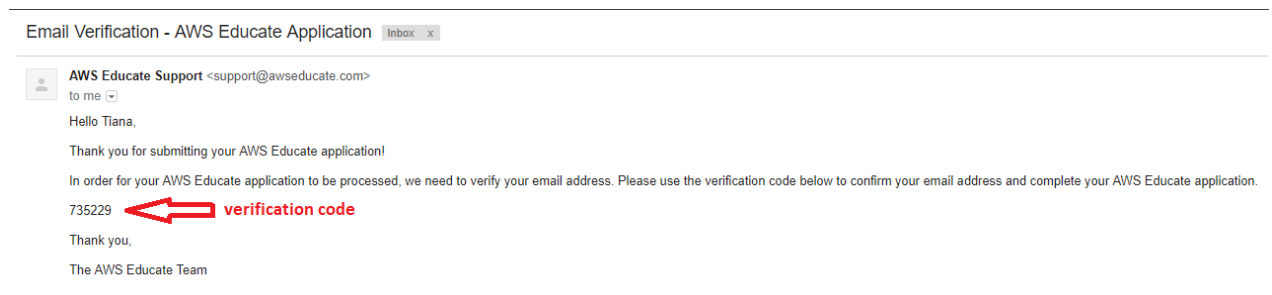 Email Verification - AWS Educate Application Inbox x
AWS Educate Support <support@awseducate.com>
to me
Hello Tiana,
Thank you for submitting your AWS Educate application!
In order for your AWS Educate application to be processed, we need to verify your email address. Please use the verification code below to confirm your email address and complete your AWS Educate application.
735229 verification code
Thank you,
The AWS Educate Team